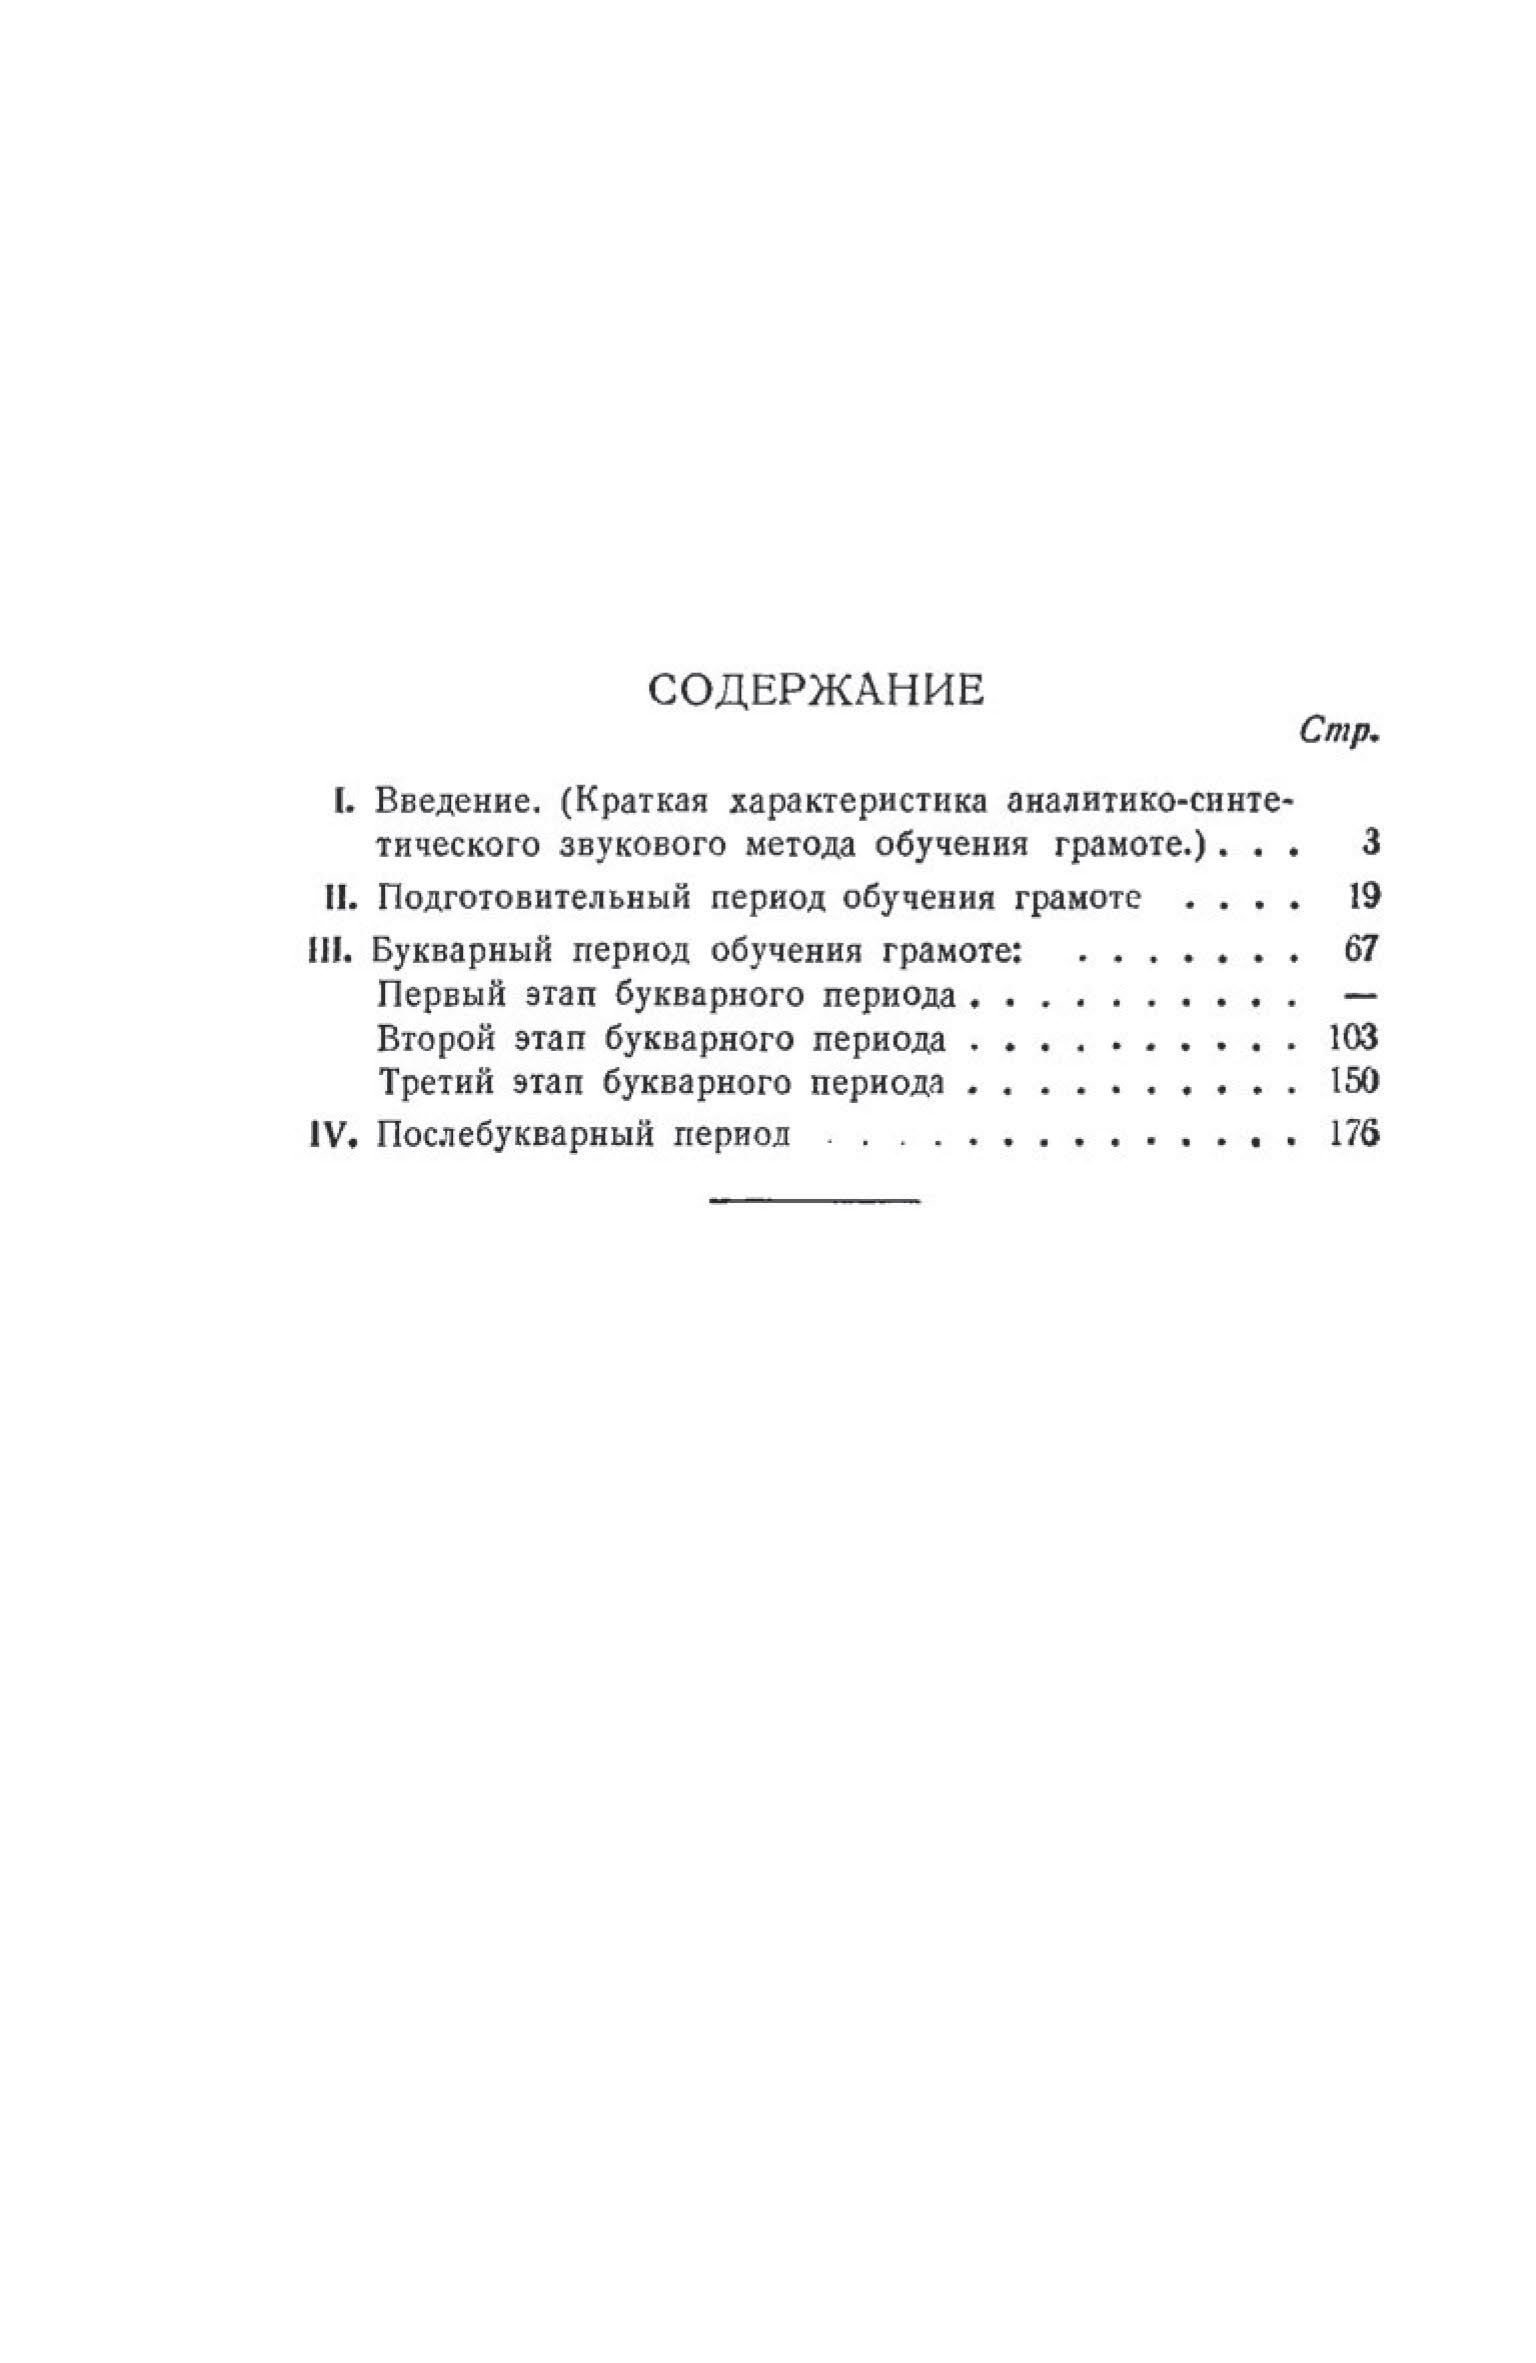 СОДЕРЖАНИЕ
Стр.
I. Введение. (Краткая характеристика аналитико-синте-
тического звукового метода обучения грамоте.) . . . 3
II. Подготовительный период обучения грамоте . . . . 19
III. Букварный период обучения грамоте: . . . . . . . 67
Первый этап букварного периода . . . . . . . . . . —
Второй этап букварного периода . . . . . . . . . . 103
Третий этап букварного периода . . . . . . . . . . 150
IV. Послебукварный период . . . . . . . . . . . . . . 176